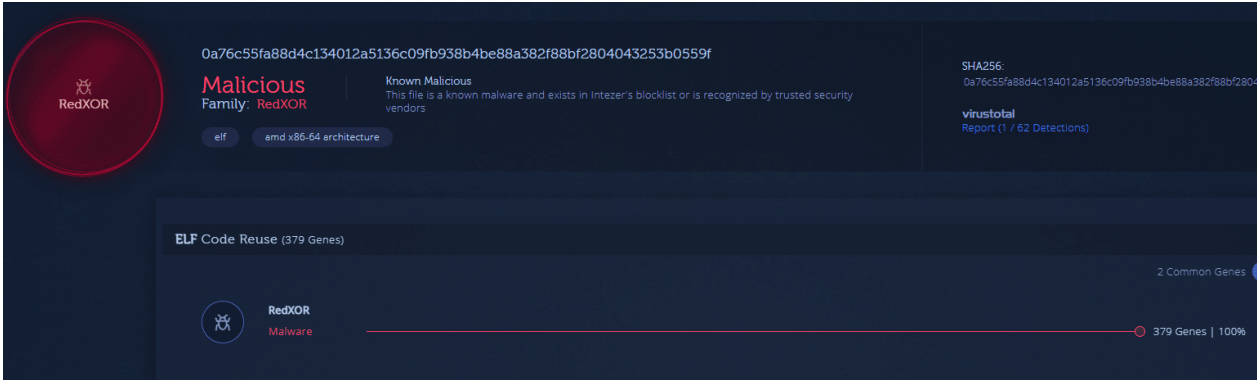 RedXOR
0a76c55fa88d4c134012a5136c09fb938b4be88a382f88bf2804043253b0559f
Malicious
Family: RedXOR
Known Malicious
This file is a known malware and exists in Intezer's blocklist or is recognized by trusted security
vendors
elf
amd x86-64 architecture
SHA256:
0a76c55fa88d4c134012a5136c09fb938b4be88a382f88bf2804
virustotal
Report (1 / 62 Detections)
ELF Code Reuse (379 Genes)
2 Common Genes
RedXOR
Malware
379 Genes | 100%